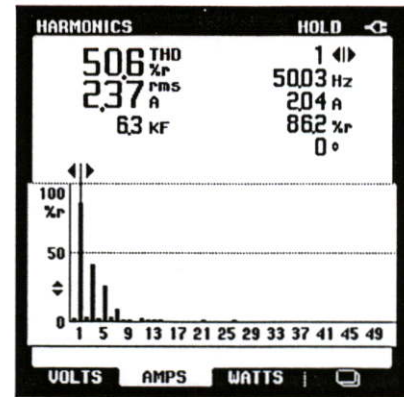 HARMONICS HOLD
50.6 THD %r 1
2.37 rms A 50.03 Hz
6.3 KF 2.04 A
86.2 %r
0 °
100
%r
50
0
1 5 9 13 17 21 25 29 33 37 41 45 49
VOLTS AMPS WATTS